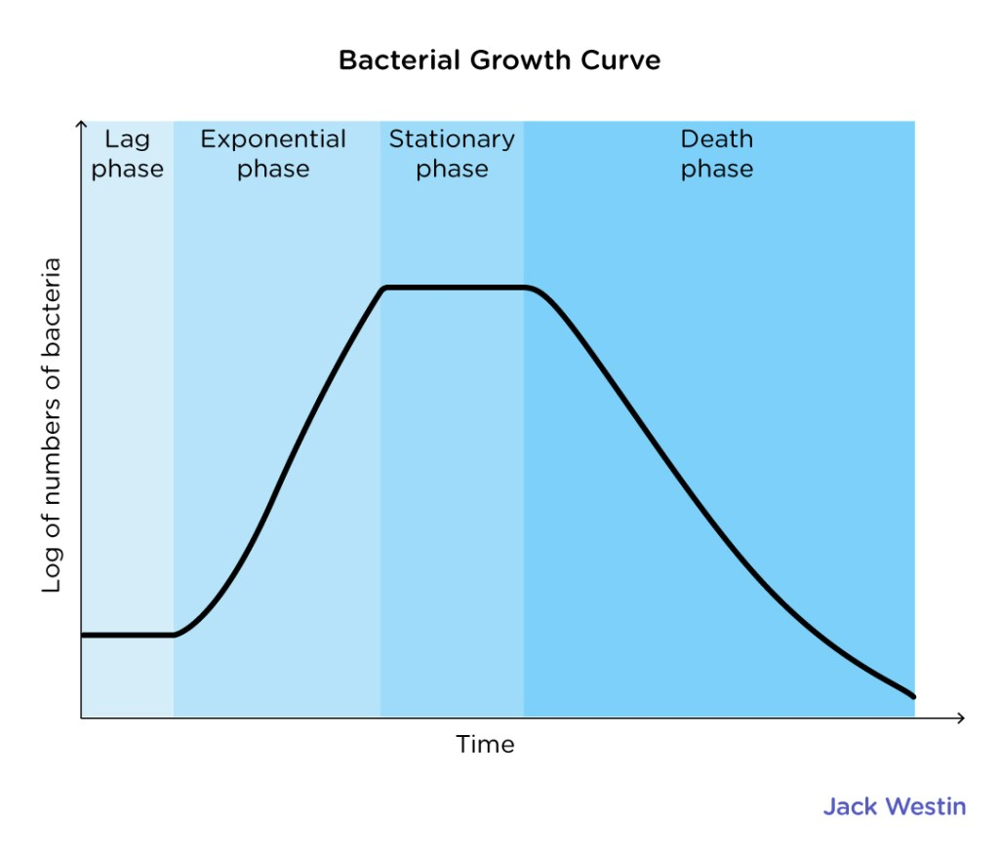 Bacterial Growth Curve
Lag
phase
Exponential
phase
Stationary
phase
Death
phase
Log of numbers of bacteria
Time
Jack Westin